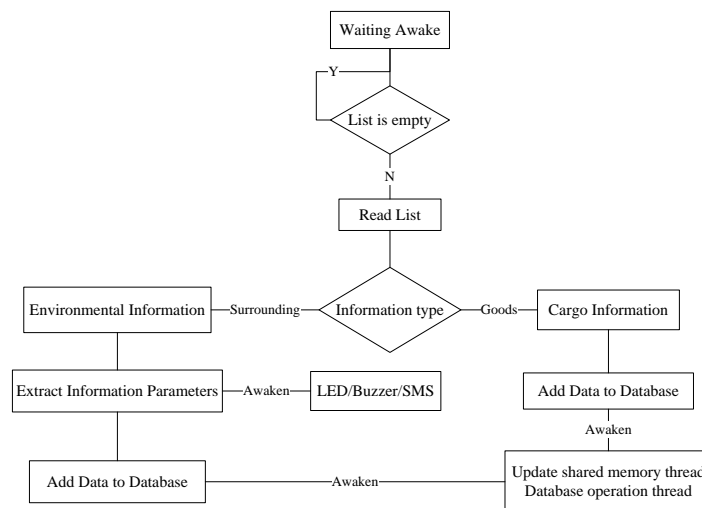 Waiting Awake
Y
List is empty
N
Read List
Environmental Information
Surrounding
Information type
Goods
Cargo Information
Extract Information Parameters
Awaken
LED/Buzzer/SMS
Add Data to Database
Awaken
Add Data to Database
Awaken
Update shared memory thread
Database operation thread